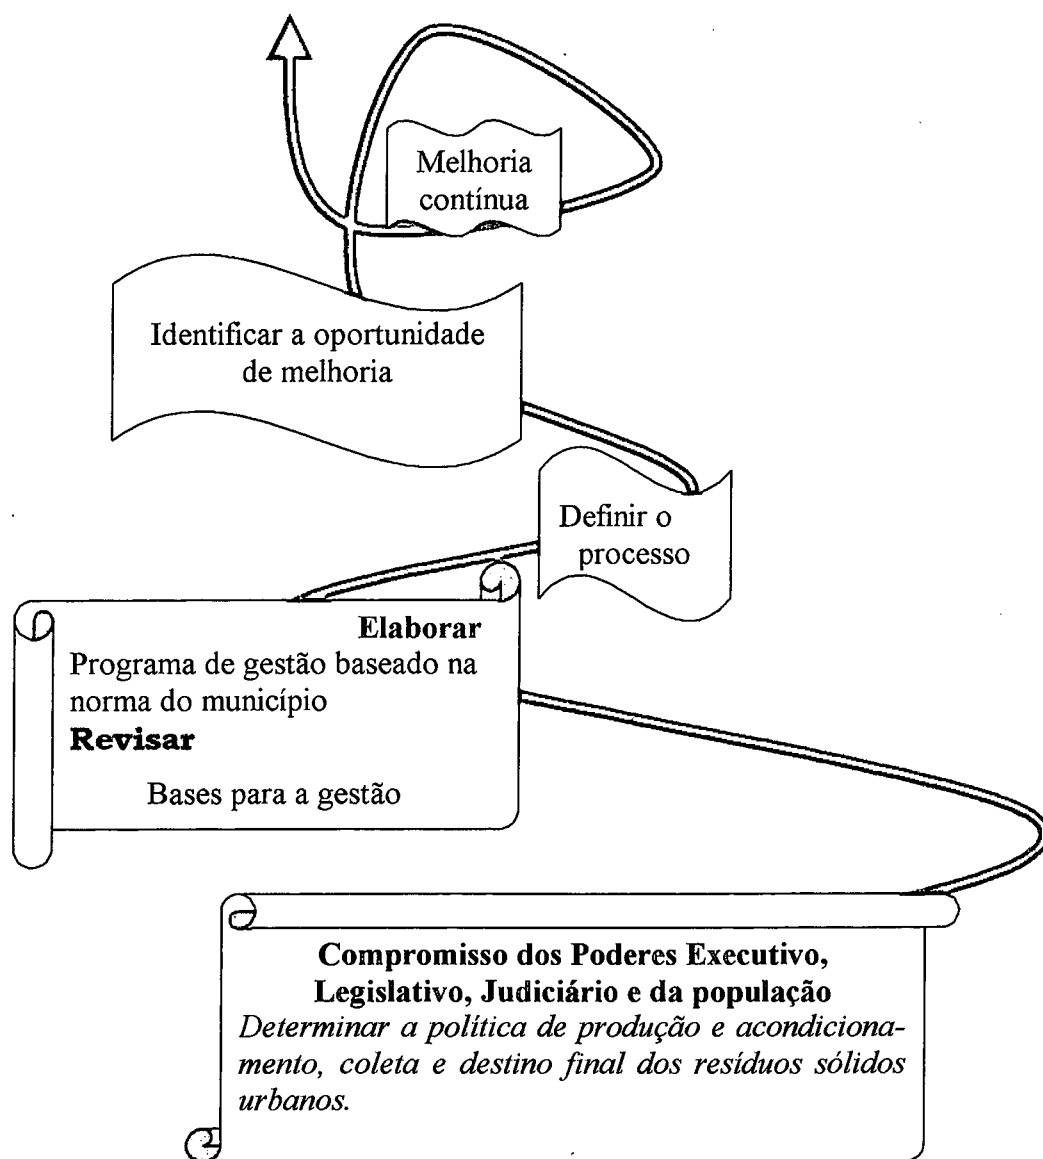 Melhoria
contínua
Identificar a oportunidade
de melhoria
Definir o
processo
Elaborar
Programa de gestão baseado na
norma do município
Revisar
Bases para a gestão
Compromisso dos Poderes Executivo,
Legislativo, Judiciário e da população
Determinar a política de produção e acondiciona-
mento, coleta e destino final dos resíduos sólidos
urbanos.